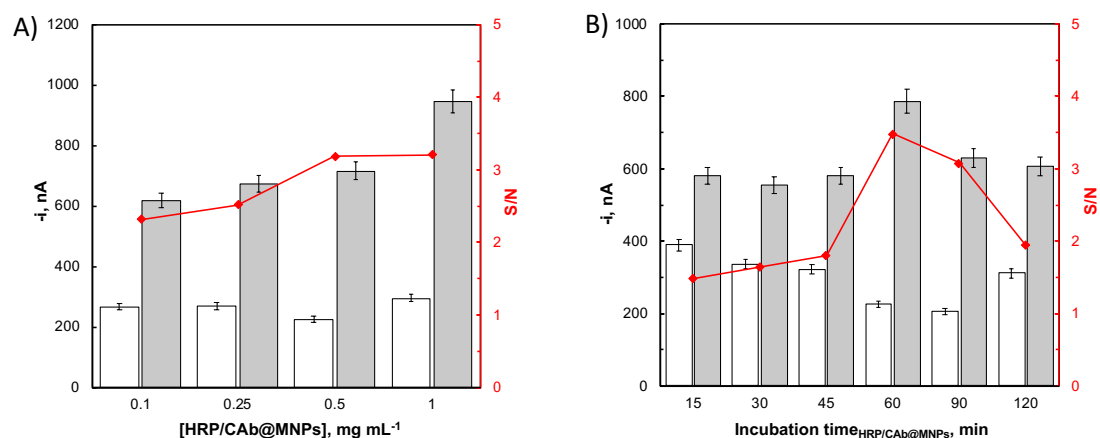 A)
1200
1000
800
600
400
200
0
-i, nA
5
4
3
2
1
0
S/N
0.1 0.25 0.5 1
[HRP/CAb@MNPs], mg mL⁻¹
B)
1000
800
600
400
200
0
-i, nA
5
4
3
2
1
0
S/N
15 30 45 60 90 120
Incubation time HRP/CAb@MNPs, min